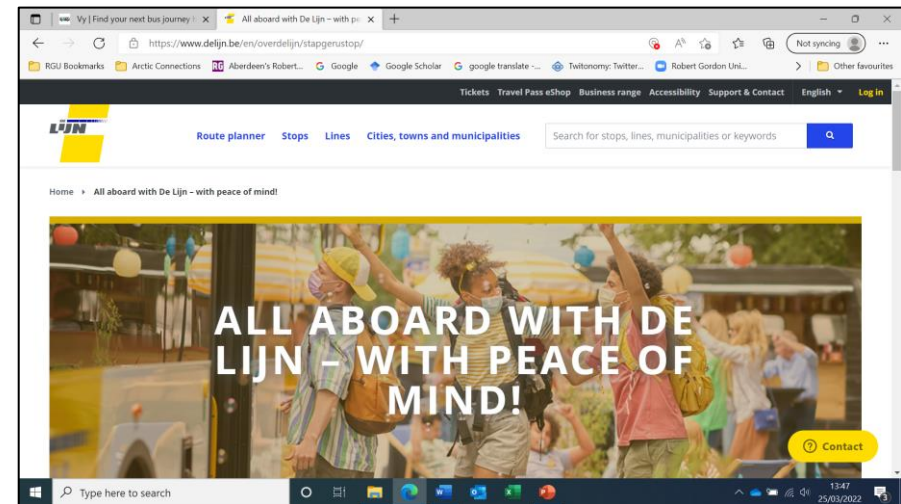 Vy | Find your next bus journey
All aboard with De Lijn – with pe
https://www.delijn.be/en/overdelijn/stapgerustop/
Not syncing
RGU Bookmarks Arctic Connections RG Aberdeen's Robert... Google Google Scholar google translate -... Twitonomy: Twitter... Robert Gordon Uni... Other favourites
Tickets Travel Pass eShop Business range Accessibility Support & Contact English Log in
LIJN
Route planner Stops Lines Cities, towns and municipalities Search for stops, lines, municipalities or keywords
Home All aboard with De Lijn – with peace of mind!
ALL ABOARD WITH DE
LIJN – WITH PEACE OF
MIND!
Contact
Type here to search
13:47
25/03/2022